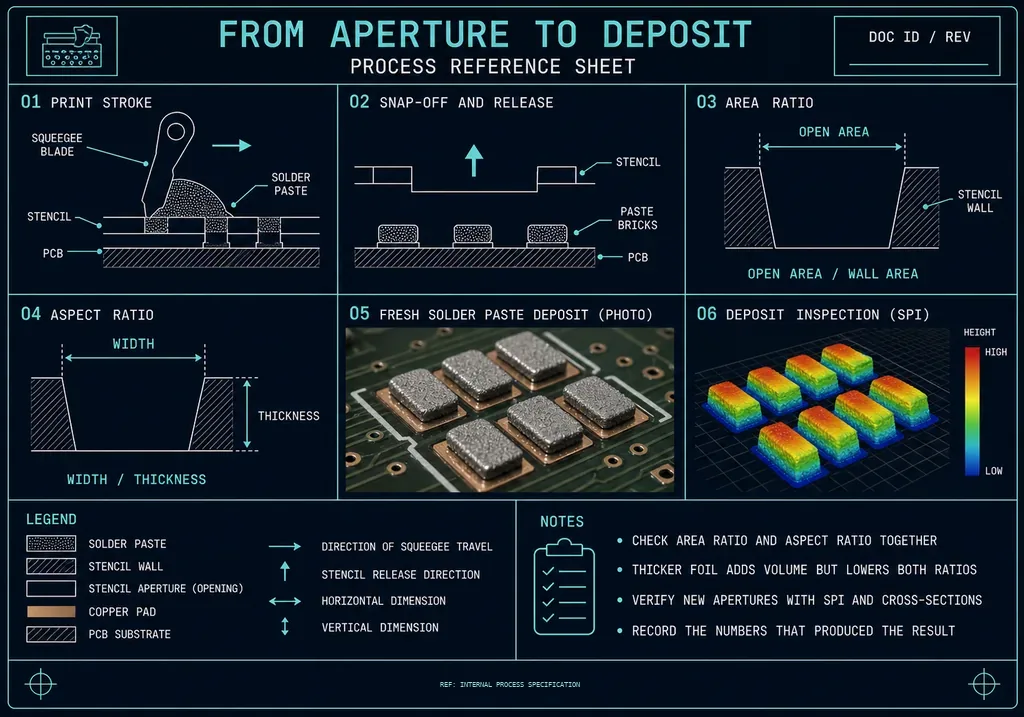 FROM APERTURE TO DEPOSIT
PROCESS REFERENCE SHEET
DOC ID / REV
01 PRINT STROKE
SQUEEGEE
BLADE
SOLDER
PASTE
STENCIL
PCB
02 SNAP-OFF AND RELEASE
STENCIL
PASTE
BRICKS
PCB
03 AREA RATIO
OPEN AREA
STENCIL
WALL
OPEN AREA / WALL AREA
04 ASPECT RATIO
WIDTH
THICKNESS
WIDTH / THICKNESS
05 FRESH SOLDER PASTE DEPOSIT (PHOTO)
06 DEPOSIT INSPECTION (SPI)
HEIGHT
HIGH
LOW
LEGEND
SOLDER PASTE
STENCIL WALL
STENCIL APERTURE (OPENING)
COPPER PAD
PCB SUBSTRATE
DIRECTION OF SQUEEGEE TRAVEL
STENCIL RELEASE DIRECTION
HORIZONTAL DIMENSION
VERTICAL DIMENSION
NOTES
• CHECK AREA RATIO AND ASPECT RATIO TOGETHER
• THICKER FOIL ADDS VOLUME BUT LOWERS BOTH RATIOS
• VERIFY NEW APERTURES WITH SPI AND CROSS-SECTIONS
• RECORD THE NUMBERS THAT PRODUCED THE RESULT
REF: INTERNAL PROCESS SPECIFICATION